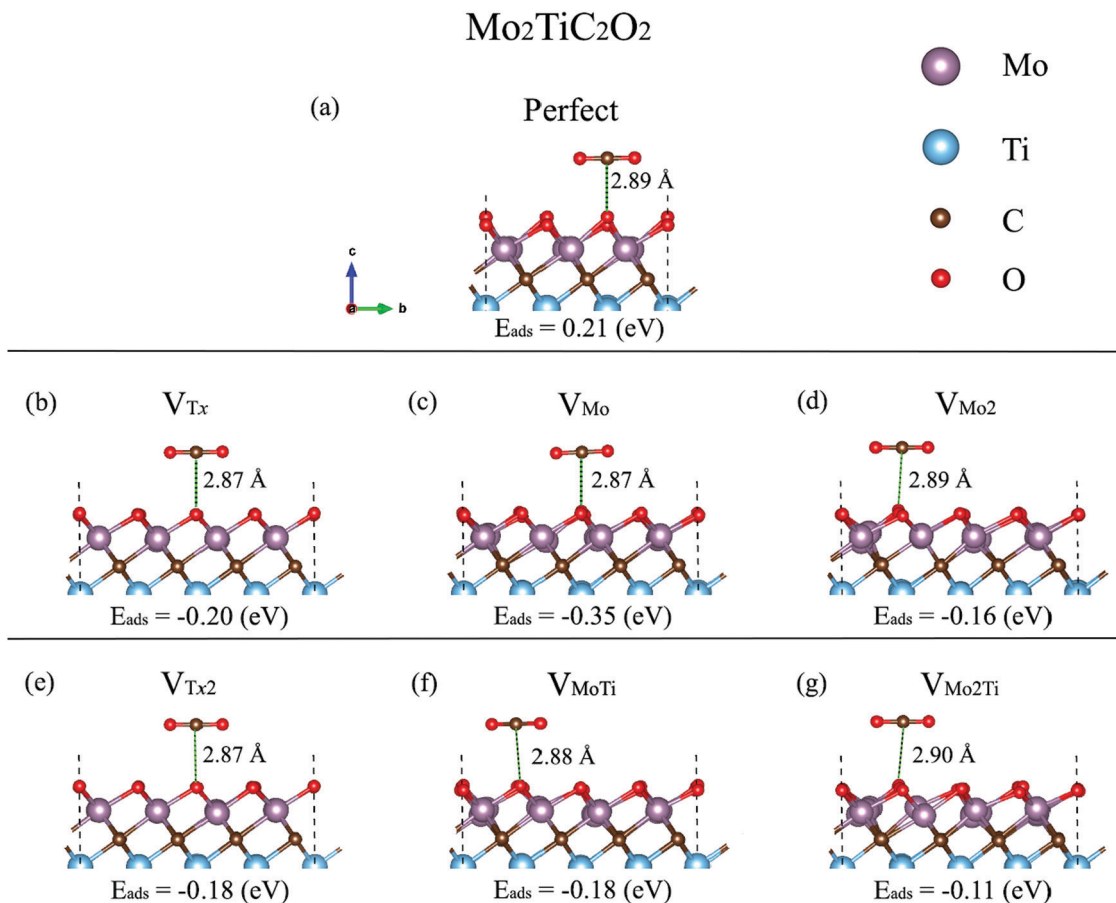 Mo₂TiC₂O₂
Mo
Ti
C
O
(a)
Perfect
2.89 Å
c
a
b
Eads = 0.21 (eV)
(b)
VTx
2.87 Å
Eads = -0.20 (eV)
(c)
VMo
2.87 Å
Eads = -0.35 (eV)
(d)
VMo2
2.89 Å
Eads = -0.16 (eV)
(e)
VTx2
2.87 Å
Eads = -0.18 (eV)
(f)
VMoTi
2.88 Å
Eads = -0.18 (eV)
(g)
VMo2Ti
2.90 Å
Eads = -0.11 (eV)